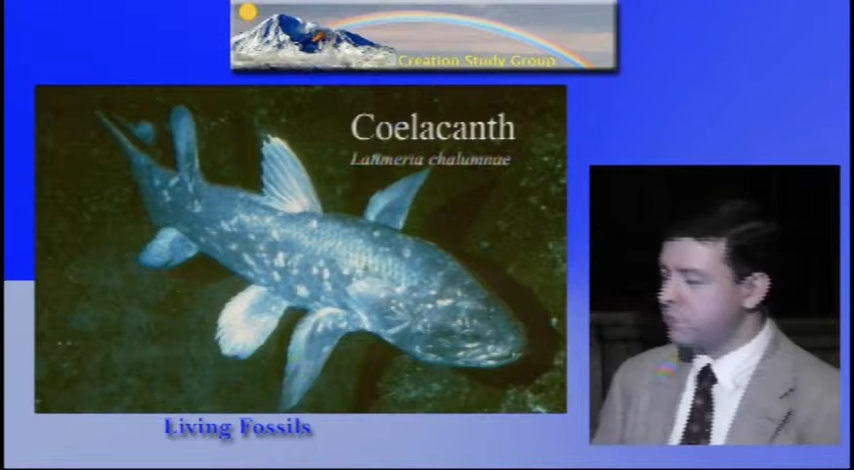 Creation Study Group
Coelacanth
Latimeria chalumnae
Living Fossils